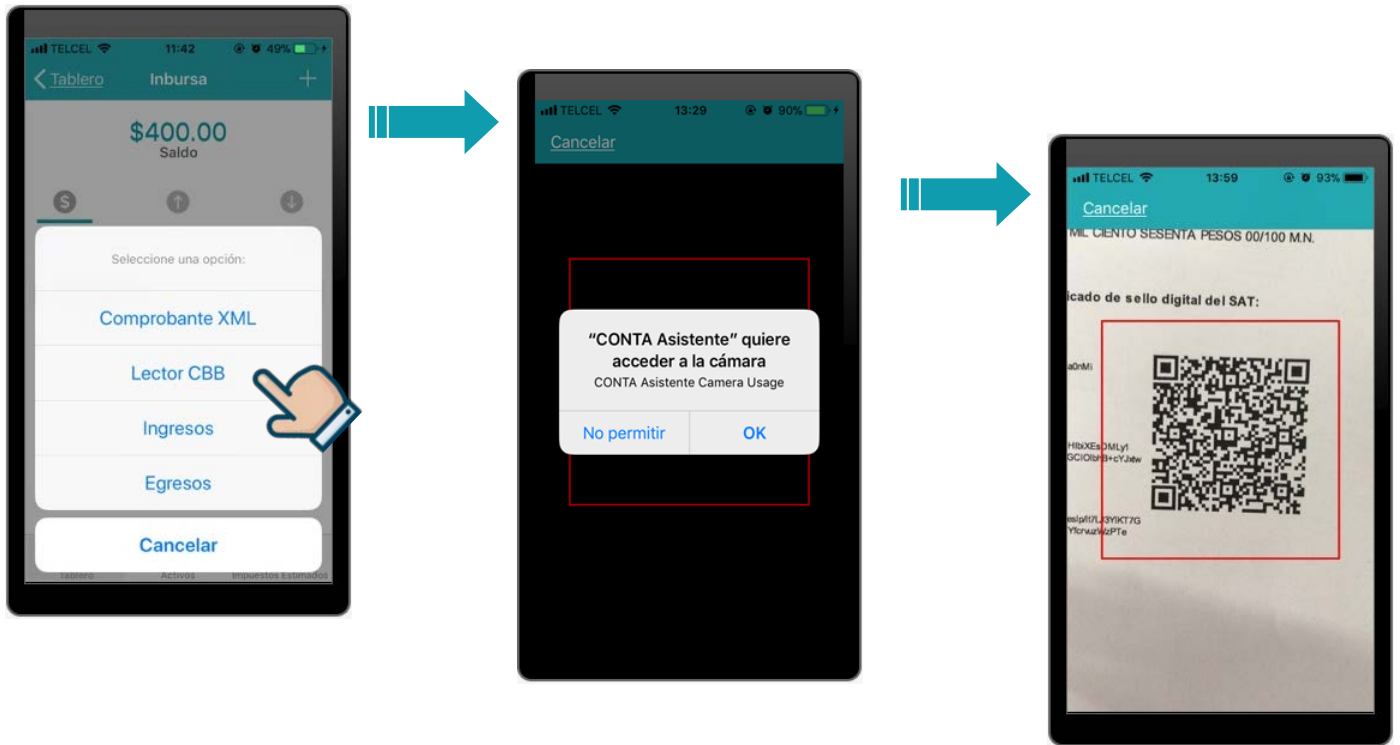 TELCEL 11:42 49%
Tablero Inbursa +
$400.00
Saldo
$
Seleccione una opción:
Comprobante XML
Lector CBB
Ingresos
Egresos
Cancelar
Tablero Activos Impuestos Estimados
TELCEL 13:29 90%
Cancelar
“CONTA Asistente” quiere
acceder a la cámara
CONTA Asistente Camera Usage
No permitir OK
TELCEL 13:59 93%
Cancelar
MIL CIENTO SESENTA PESOS 00/100 M.N.
icado de sello digital del SAT:
a0nMi